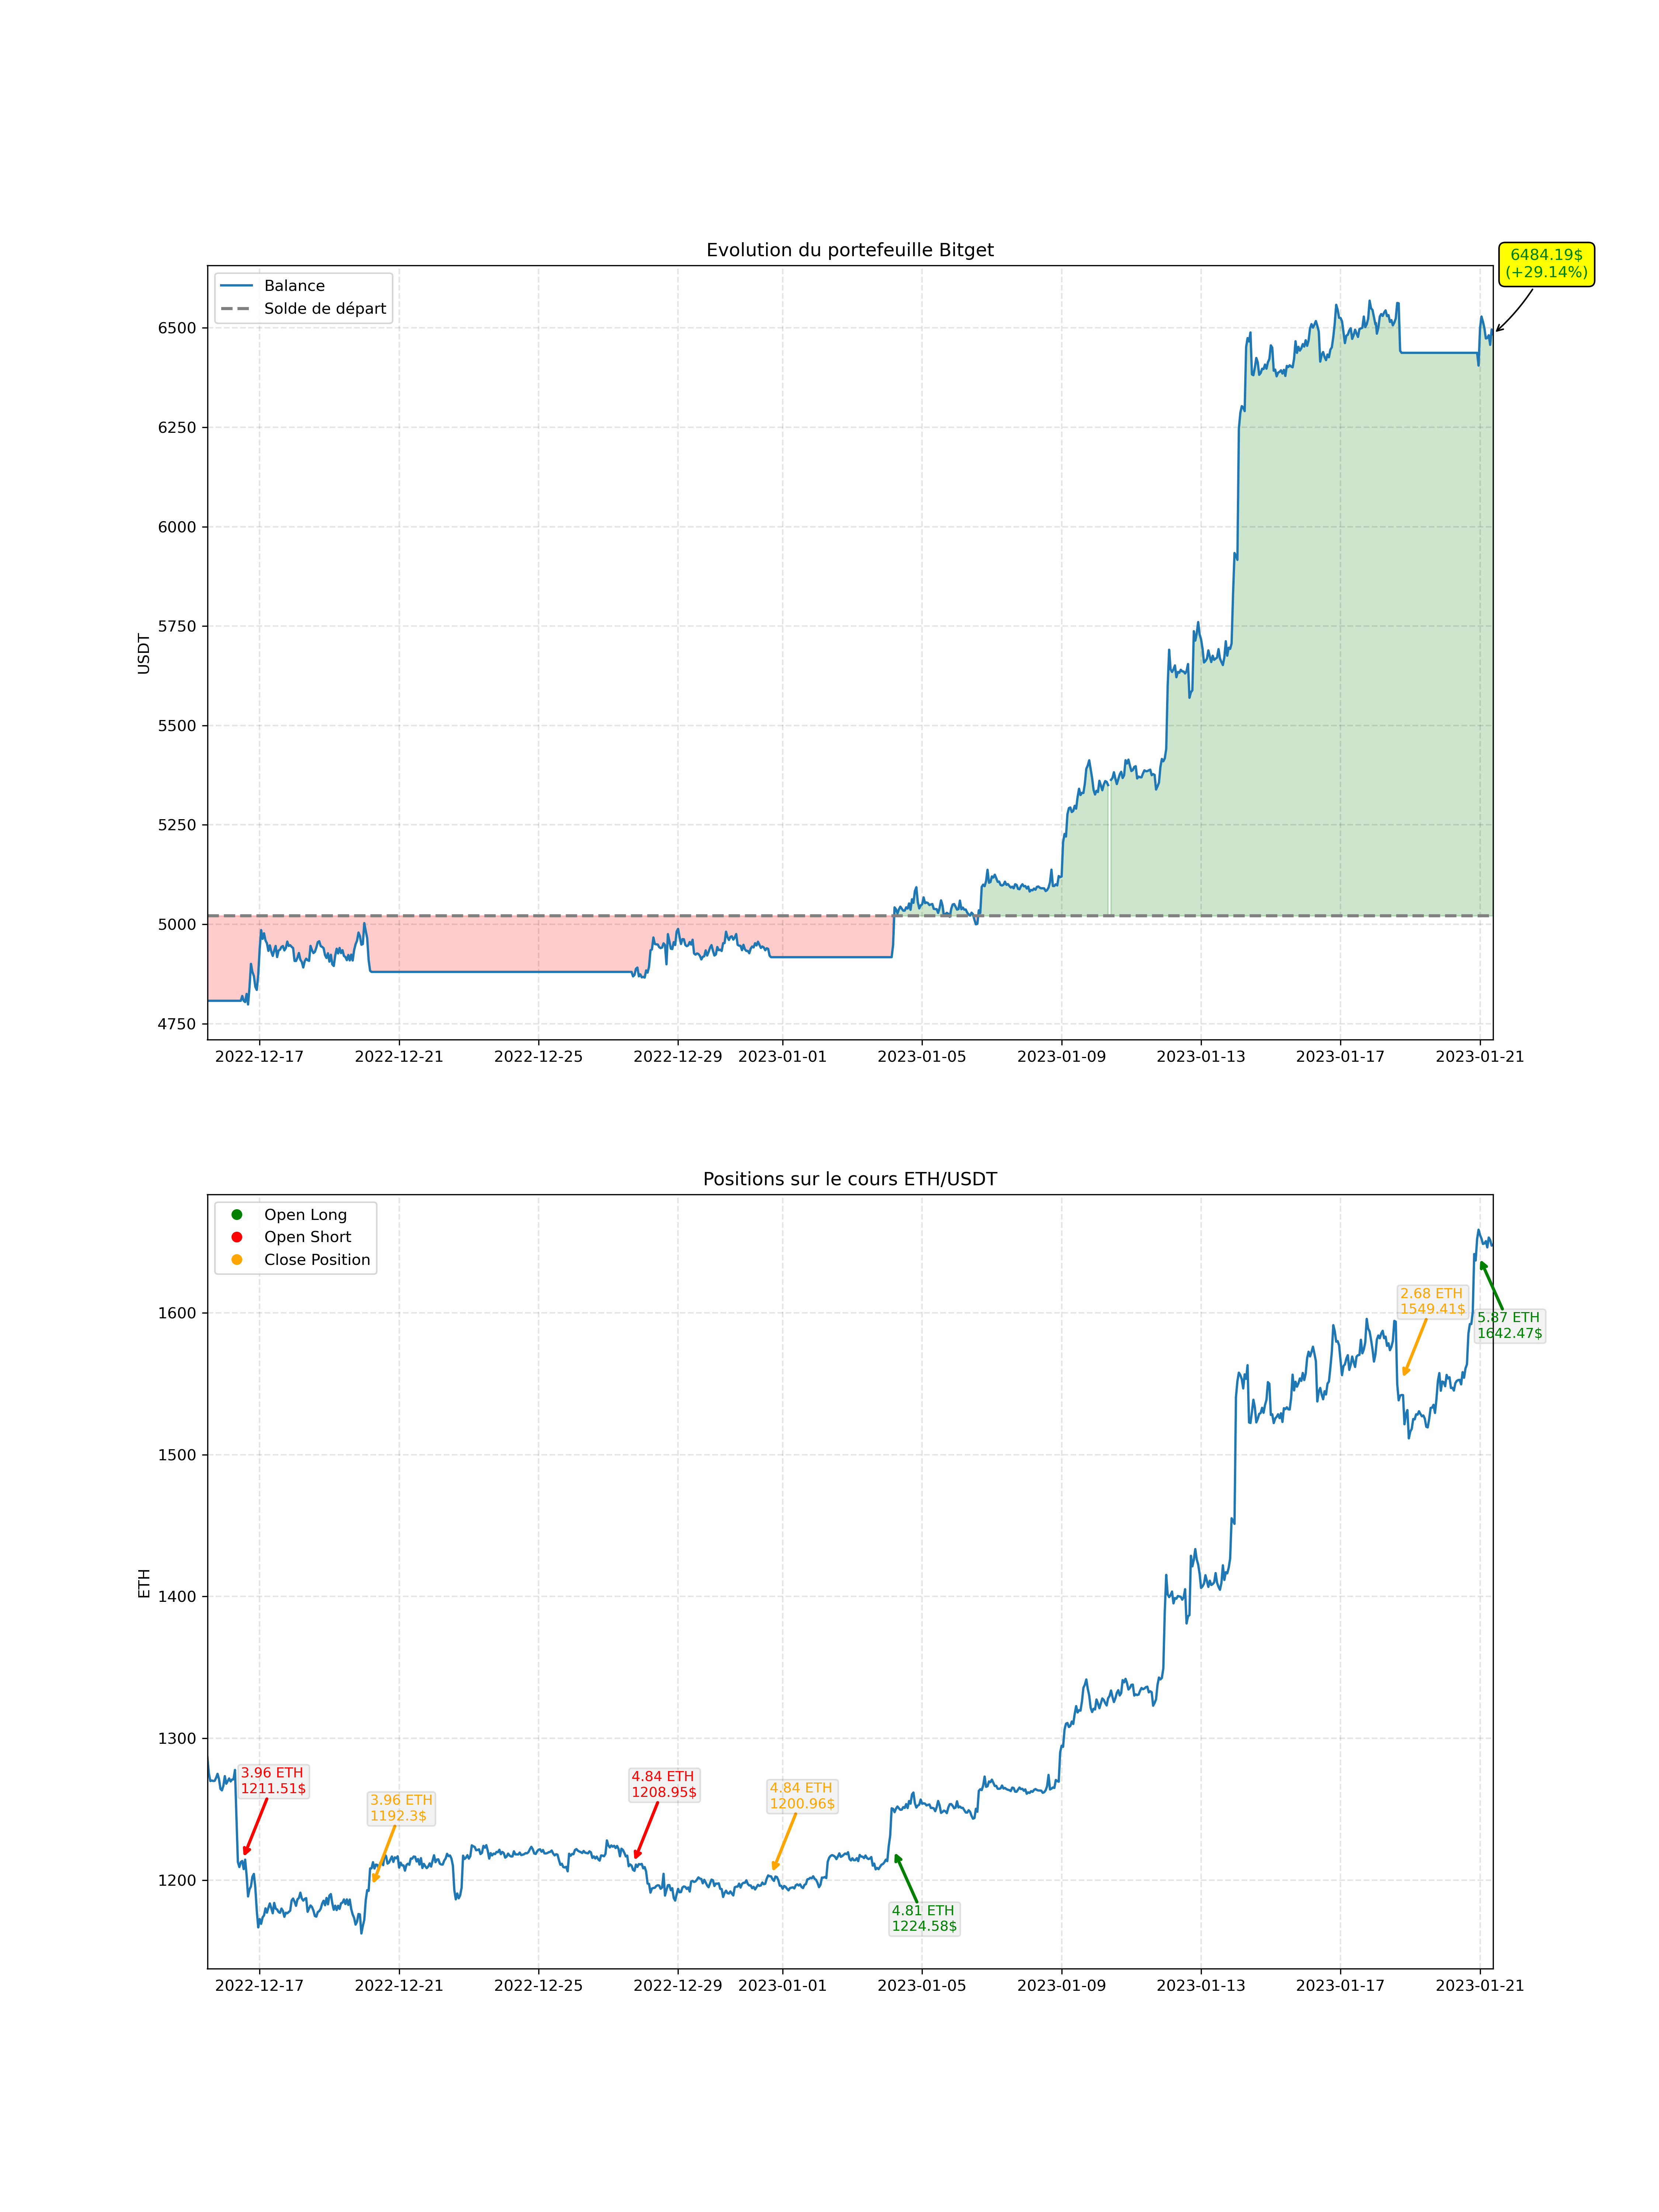 Evolution du portefeuille Bitget
6484.19$
(+29.14%)
Balance
Solde de départ
USDT
6500
6250
6000
5750
5500
5250
5000
4750
2022-12-17
2022-12-21
2022-12-25
2022-12-29
2023-01-01
2023-01-05
2023-01-09
2023-01-13
2023-01-17
2023-01-21
Positions sur le cours ETH/USDT
Open Long
Open Short
Close Position
ETH
1600
1500
1400
1300
1200
3.96 ETH
1211.51$
3.96 ETH
1192.3$
4.84 ETH
1208.95$
4.84 ETH
1200.96$
4.81 ETH
1224.58$
2.68 ETH
1549.41$
5.87 ETH
1642.47$
2022-12-17
2022-12-21
2022-12-25
2022-12-29
2023-01-01
2023-01-05
2023-01-09
2023-01-13
2023-01-17
2023-01-21